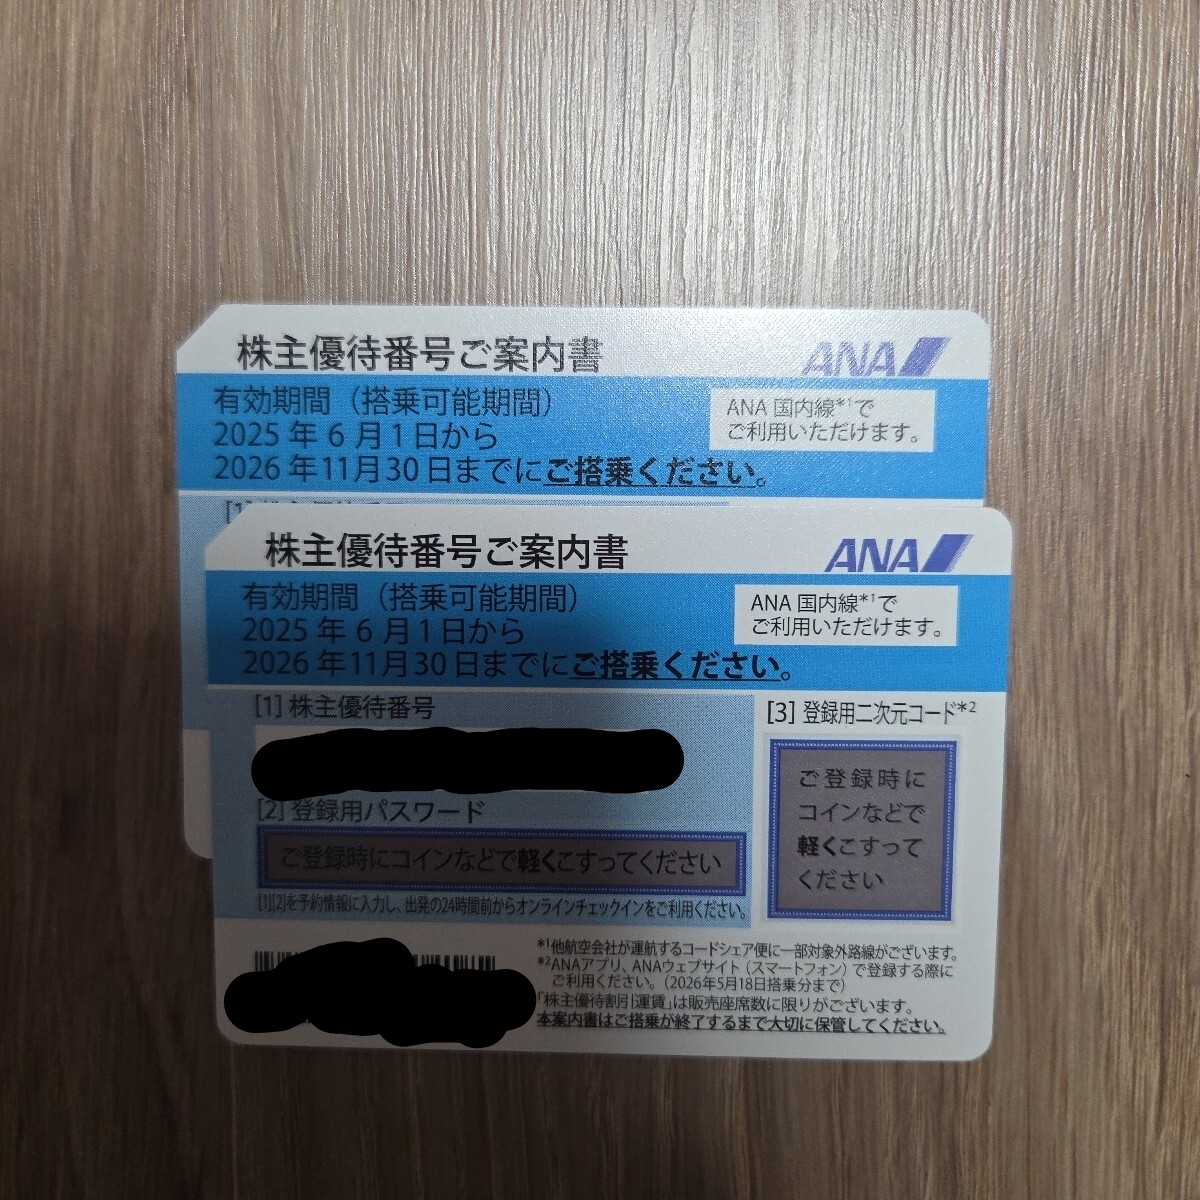 株主優待番号ご案内書
ANA
有効期間（搭乗可能期間）
2025年6月1日から
2026年11月30日までにご搭乗ください。
ANA国内線*1で
ご利用いただけます。
株主優待番号ご案内書
ANA
有効期間（搭乗可能期間）
2025年6月1日から
2026年11月30日までにご搭乗ください。
ANA国内線*1で
ご利用いただけます。
[1] 株主優待番号
[2] 登録用パスワード
ご登録時にコインなどで軽くこすってください
[1][2]を予約情報に入力し、出発の24時間前からオンラインチェックインをご利用ください。
[3] 登録用二次元コード*2
ご登録時に
コインなどで
軽くこすって
ください
*1他航空会社が運航するコードシェア便に一部対象外路線がございます。
*2ANAアプリ、ANAウェブサイト（スマートフォン）で登録する際に
ご利用ください。（2026年5月18日搭乗分まで）
「株主優待割引運賃」は販売座席数に限りがございます。
本案内書はご搭乗が終了するまで大切に保管してください。